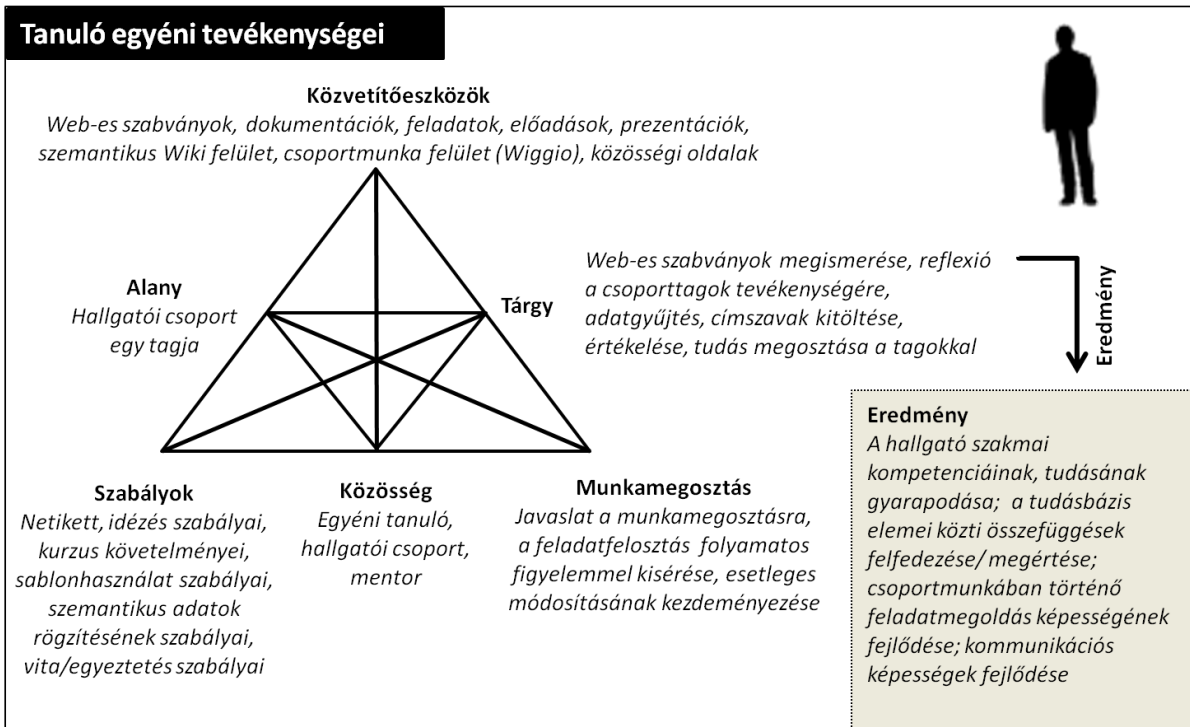 Tanuló egyéni tevékenységei
Közvetítőeszközök
Web-es szabványok, dokumentációk, feladatok, előadások, prezentációk,
szemantikus Wiki felület, csoportmunka felület (Wiggio), közösségi oldalak
Alany
Hallgatói csoport
egy tagja
Tárgy
Web-es szabványok megismerése, reflexió
a csoporttagok tevékenységére,
adatgyűjtés, címszavak kitöltése,
értékelése, tudás megosztása a tagokkal
Eredmény
Szabályok
Netikett, idézés szabályai,
kurzus követelményei,
sablonhasználat szabályai,
szemantikus adatok
rögzítésének szabályai,
vita/egyeztetés szabályai
Közösség
Egyéni tanuló,
hallgatói csoport,
mentor
Munkamegosztás
Javaslat a munkamegosztásra,
a feladatfelosztás folyamatos
figyelemmel kisérése, esetleges
módosításának kezdeményezése
Eredmény
A hallgató szakmai
kompetenciáinak, tudásának
gyarapodása; a tudásbázis
elemei közti összefüggések
felfedezése/ megértése;
csoportmunkában történő
feladatmegoldás képességének
fejlődése; kommunikációs
képességek fejlődése